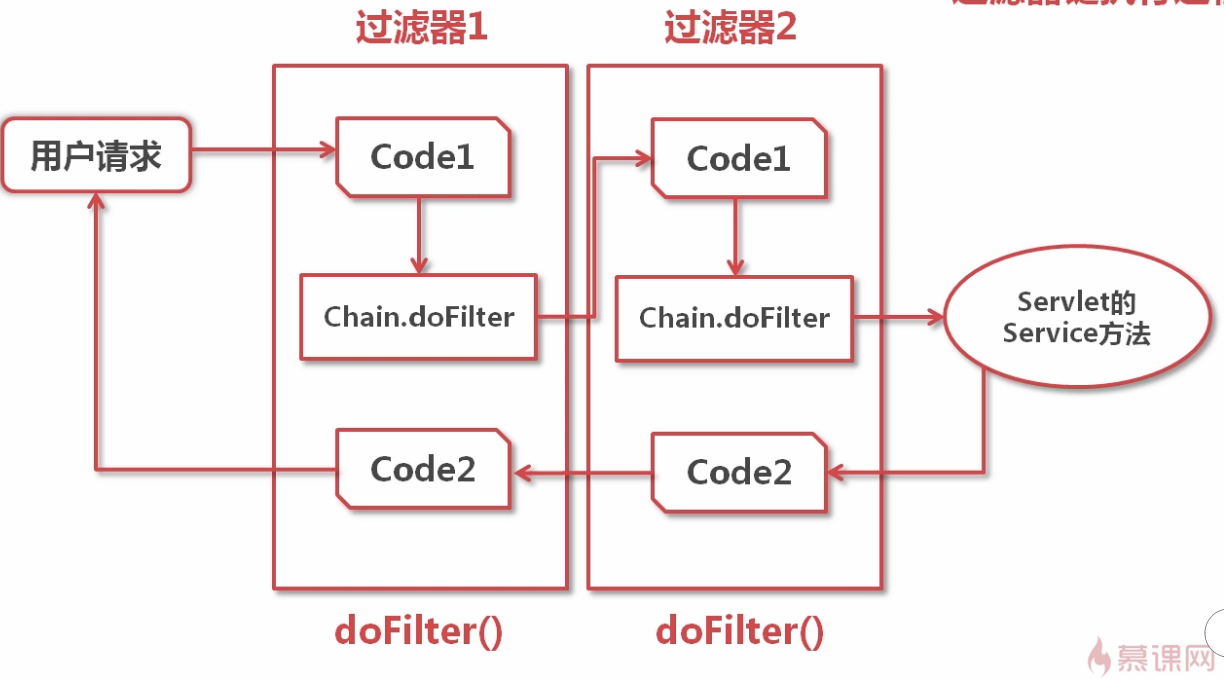 过滤器1
过滤器2
用户请求
Code1
Code1
Chain.doFilter
Chain.doFilter
Servlet的
Service方法
Code2
Code2
doFilter()
doFilter()
慕课网